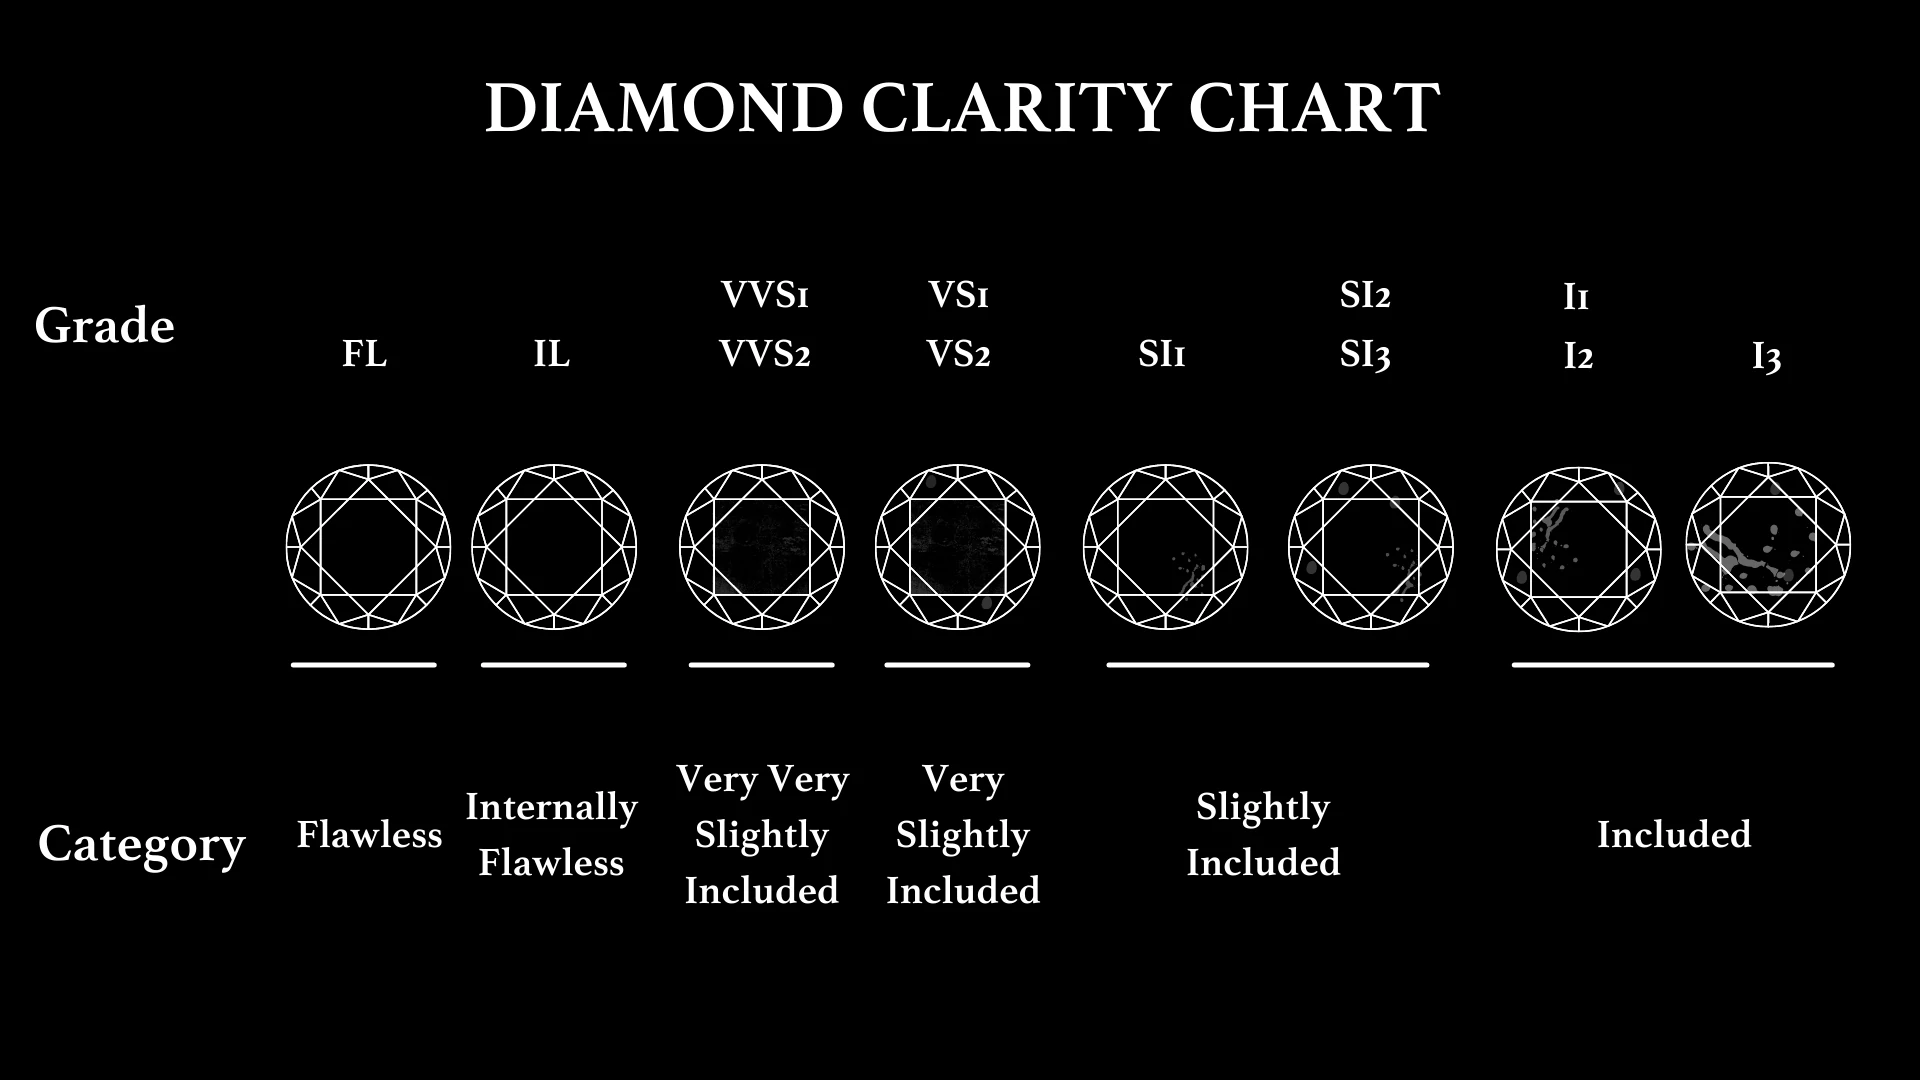 DIAMOND CLARITY CHART
Grade
FL
IL
VVS1
VVS2
VS1
VS2
SI1
SI2
SI3
I1
I2
I3
Category
Flawless
Internally
Flawless
Very Very
Slightly
Included
Very
Slightly
Included
Slightly
Included
Included